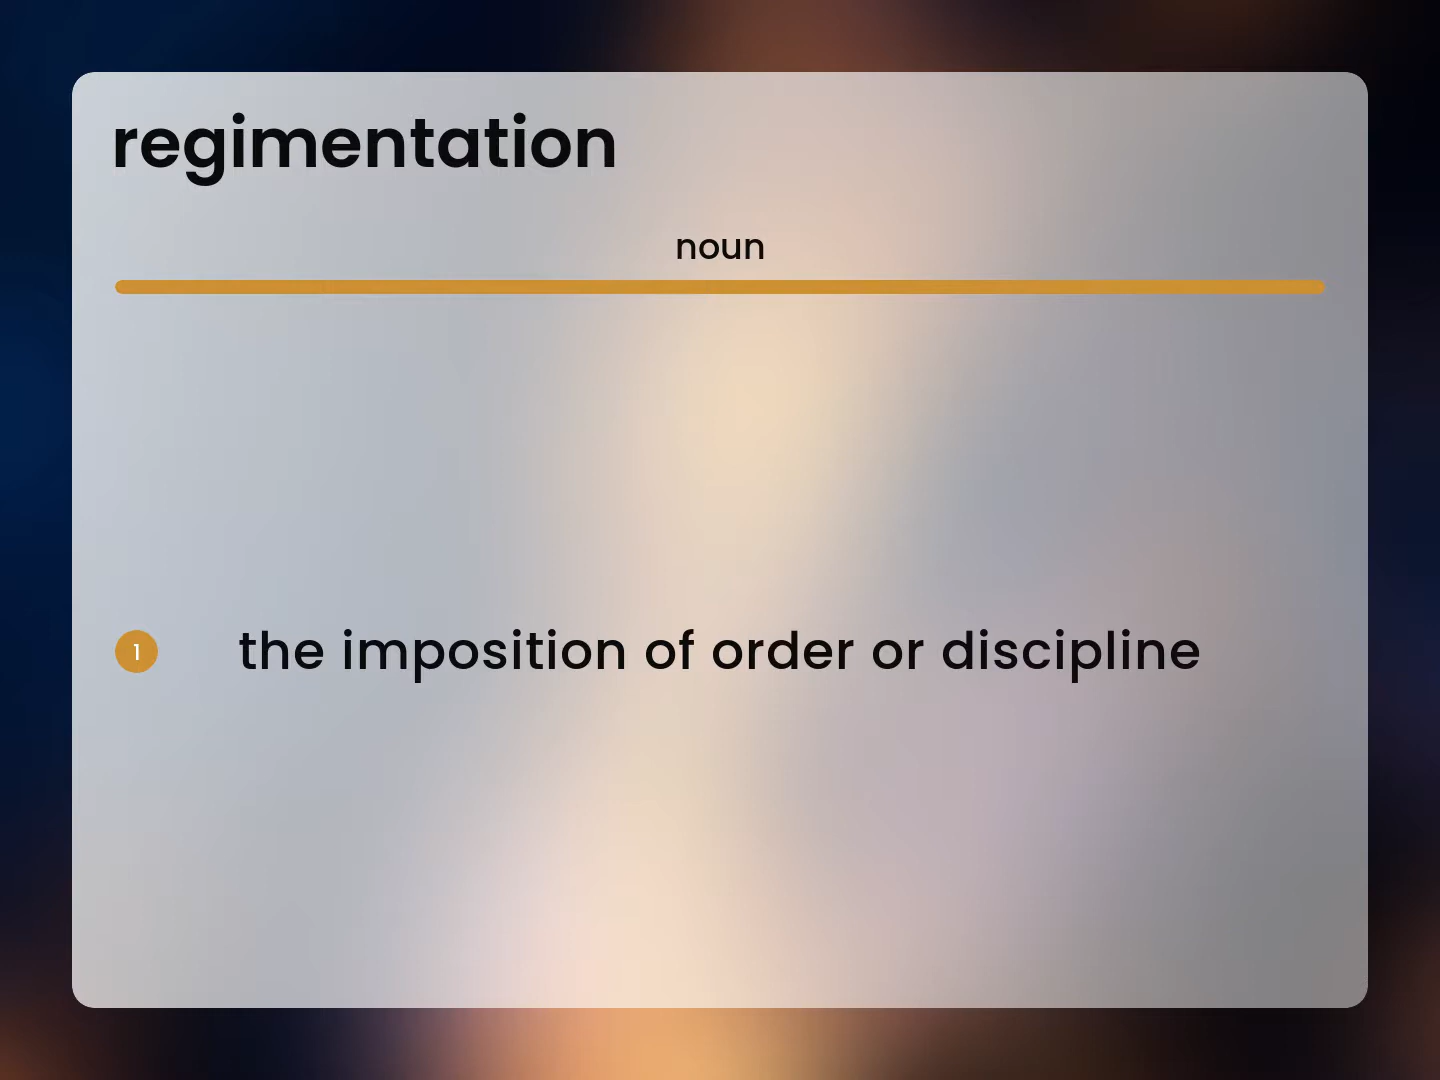 regimentation
noun
1 the imposition of order or discipline